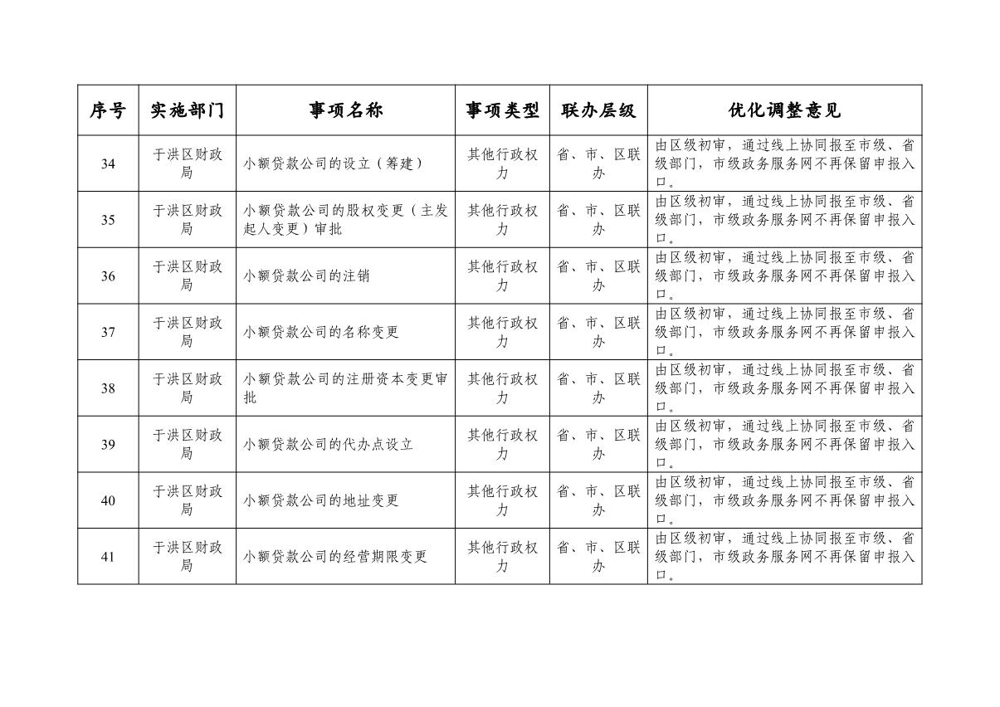 序号 实施部门 事项名称 事项类型 联办层级 优化调整意见
34 于洪区财政局 小额贷款公司的设立（筹建） 其他行政权力 省、市、区联办 由区级初审，通过线上协同报至市级、省级部门，市级政务服务网不再保留申报入口。
35 于洪区财政局 小额贷款公司的股权变更（主发起人变更）审批 其他行政权力 省、市、区联办 由区级初审，通过线上协同报至市级、省级部门，市级政务服务网不再保留申报入口。
36 于洪区财政局 小额贷款公司的注销 其他行政权力 省、市、区联办 由区级初审，通过线上协同报至市级、省级部门，市级政务服务网不再保留申报入口。
37 于洪区财政局 小额贷款公司的名称变更 其他行政权力 省、市、区联办 由区级初审，通过线上协同报至市级、省级部门，市级政务服务网不再保留申报入口。
38 于洪区财政局 小额贷款公司的注册资本变更审批 其他行政权力 省、市、区联办 由区级初审，通过线上协同报至市级、省级部门，市级政务服务网不再保留申报入口。
39 于洪区财政局 小额贷款公司的代办点设立 其他行政权力 省、市、区联办 由区级初审，通过线上协同报至市级、省级部门，市级政务服务网不再保留申报入口。
40 于洪区财政局 小额贷款公司的地址变更 其他行政权力 省、市、区联办 由区级初审，通过线上协同报至市级、省级部门，市级政务服务网不再保留申报入口。
41 于洪区财政局 小额贷款公司的经营期限变更 其他行政权力 省、市、区联办 由区级初审，通过线上协同报至市级、省级部门，市级政务服务网不再保留申报入口。